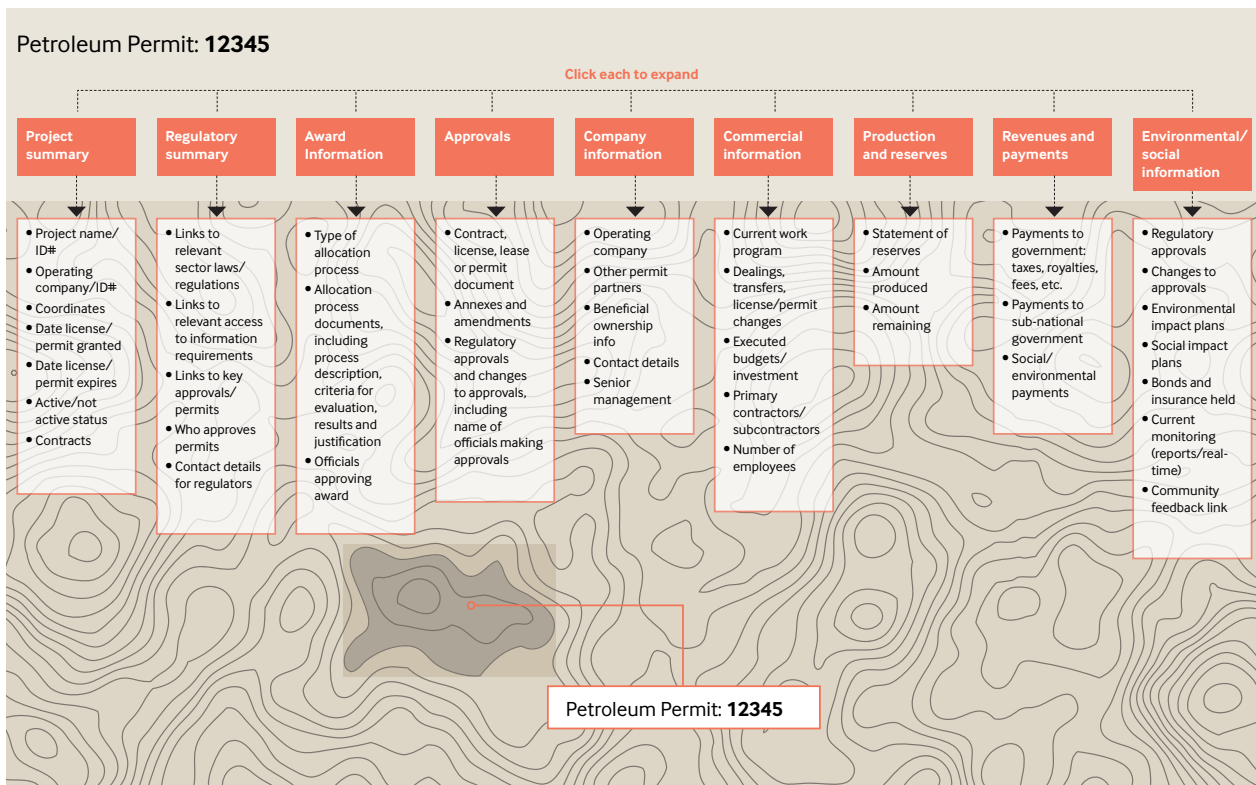 Petroleum Permit: 12345
Click each to expand
Project
summary
Regulatory
summary
Award
Information
Approvals
Company
information
Commercial
information
Production
and reserves
Revenues and
payments
Environmental/
social
information
• Project name/
ID#
• Operating
company/ID#
• Coordinates
• Date license/
permit granted
• Date license/
permit expires
• Active/not
active status
• Contracts
• Links to
relevant
sector laws/
regulations
• Links to
relevant access
to information
requirements
• Links to key
approvals/
permits
• Who approves
permits
• Contact details
for regulators
• Type of
allocation
process
• Allocation
process
documents,
including
process
description,
criteria for
evaluation,
results and
justification
• Officials
approving
award
• Contract,
license, lease
or permit
document
• Annexes and
amendments
• Regulatory
approvals
and changes
to approvals,
including
name of
officials making
approvals
• Operating
company
• Other permit
partners
• Beneficial
ownership
info
• Contact details
• Senior
management
• Current work
program
• Dealings,
transfers,
license/permit
changes
• Executed
budgets/
investment
• Primary
contractors/
subcontractors
• Number of
employees
• Statement of
reserves
• Amount
produced
• Amount
remaining
• Payments to
government:
taxes, royalties,
fees, etc.
• Payments to
sub-national
government
• Social/
environmental
payments
• Regulatory
approvals
• Changes to
approvals
• Environmental
impact plans
• Social impact
plans
• Bonds and
insurance held
• Current
monitoring
(reports/real-
time)
• Community
feedback link
Petroleum Permit: 12345